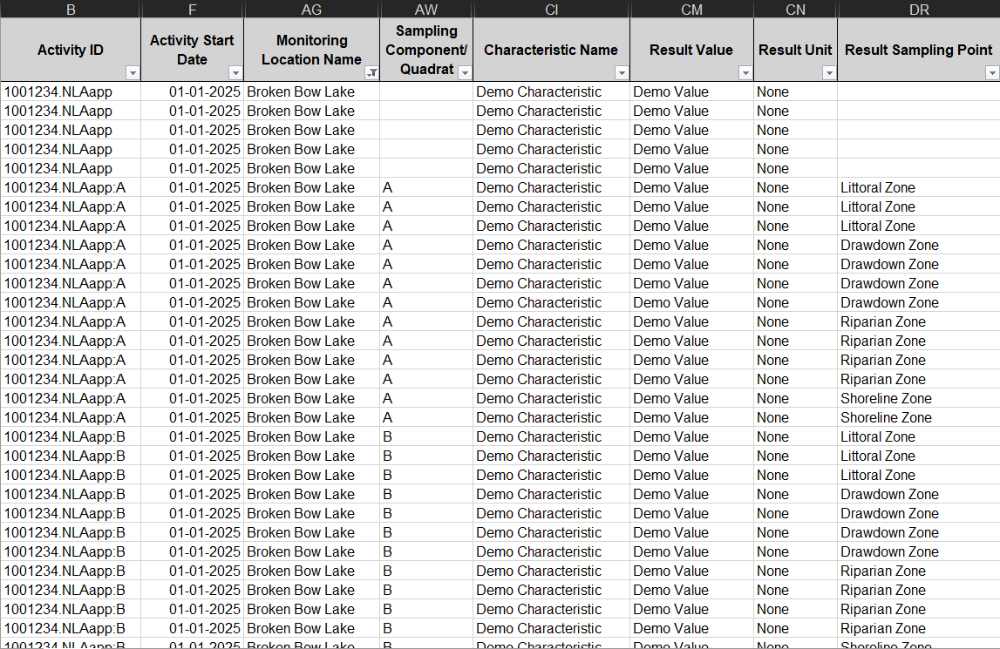 B F AG AW CI CM CN DR
Activity ID Activity Start Date Monitoring Location Name Sampling Component/ Quadrat Characteristic Name Result Value Result Unit Result Sampling Point
1001234.NLAapp 01-01-2025 Broken Bow Lake Demo Characteristic Demo Value None
1001234.NLAapp 01-01-2025 Broken Bow Lake Demo Characteristic Demo Value None
1001234.NLAapp 01-01-2025 Broken Bow Lake Demo Characteristic Demo Value None
1001234.NLAapp 01-01-2025 Broken Bow Lake Demo Characteristic Demo Value None
1001234.NLAapp 01-01-2025 Broken Bow Lake Demo Characteristic Demo Value None
1001234.NLAapp:A 01-01-2025 Broken Bow Lake A Demo Characteristic Demo Value None Littoral Zone
1001234.NLAapp:A 01-01-2025 Broken Bow Lake A Demo Characteristic Demo Value None Littoral Zone
1001234.NLAapp:A 01-01-2025 Broken Bow Lake A Demo Characteristic Demo Value None Littoral Zone
1001234.NLAapp:A 01-01-2025 Broken Bow Lake A Demo Characteristic Demo Value None Drawdown Zone
1001234.NLAapp:A 01-01-2025 Broken Bow Lake A Demo Characteristic Demo Value None Drawdown Zone
1001234.NLAapp:A 01-01-2025 Broken Bow Lake A Demo Characteristic Demo Value None Drawdown Zone
1001234.NLAapp:A 01-01-2025 Broken Bow Lake A Demo Characteristic Demo Value None Drawdown Zone
1001234.NLAapp:A 01-01-2025 Broken Bow Lake A Demo Characteristic Demo Value None Riparian Zone
1001234.NLAapp:A 01-01-2025 Broken Bow Lake A Demo Characteristic Demo Value None Riparian Zone
1001234.NLAapp:A 01-01-2025 Broken Bow Lake A Demo Characteristic Demo Value None Riparian Zone
1001234.NLAapp:A 01-01-2025 Broken Bow Lake A Demo Characteristic Demo Value None Riparian Zone
1001234.NLAapp:A 01-01-2025 Broken Bow Lake A Demo Characteristic Demo Value None Shoreline Zone
1001234.NLAapp:A 01-01-2025 Broken Bow Lake A Demo Characteristic Demo Value None Shoreline Zone
1001234.NLAapp:B 01-01-2025 Broken Bow Lake B Demo Characteristic Demo Value None Littoral Zone
1001234.NLAapp:B 01-01-2025 Broken Bow Lake B Demo Characteristic Demo Value None Littoral Zone
1001234.NLAapp:B 01-01-2025 Broken Bow Lake B Demo Characteristic Demo Value None Littoral Zone
1001234.NLAapp:B 01-01-2025 Broken Bow Lake B Demo Characteristic Demo Value None Drawdown Zone
1001234.NLAapp:B 01-01-2025 Broken Bow Lake B Demo Characteristic Demo Value None Drawdown Zone
1001234.NLAapp:B 01-01-2025 Broken Bow Lake B Demo Characteristic Demo Value None Drawdown Zone
1001234.NLAapp:B 01-01-2025 Broken Bow Lake B Demo Characteristic Demo Value None Drawdown Zone
1001234.NLAapp:B 01-01-2025 Broken Bow Lake B Demo Characteristic Demo Value None Riparian Zone
1001234.NLAapp:B 01-01-2025 Broken Bow Lake B Demo Characteristic Demo Value None Riparian Zone
1001234.NLAapp:B 01-01-2025 Broken Bow Lake B Demo Characteristic Demo Value None Riparian Zone
1001234.NLAapp:B 01-01-2025 Broken Bow Lake B Demo Characteristic Demo Value None Riparian Zone
1001234.NLAapp:B 01-01-2025 Broken Bow Lake B Demo Characteristic Demo Value None Shoreline Zone